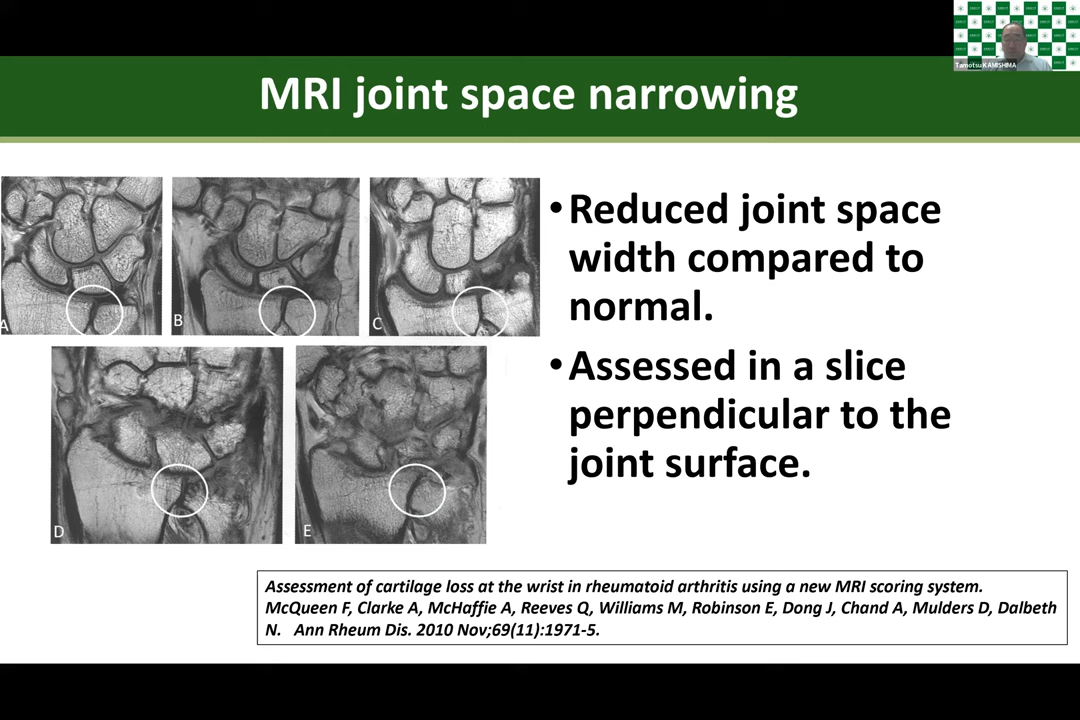 Tamotsu KAMISHIMA
MRI joint space narrowing
A
B
C
D
E
•Reduced joint space
width compared to
normal.
•Assessed in a slice
perpendicular to the
joint surface.
Assessment of cartilage loss at the wrist in rheumatoid arthritis using a new MRI scoring system.
McQueen F, Clarke A, McHaffie A, Reeves Q, Williams M, Robinson E, Dong J, Chand A, Mulders D, Dalbeth
N.   Ann Rheum Dis. 2010 Nov;69(11):1971-5.